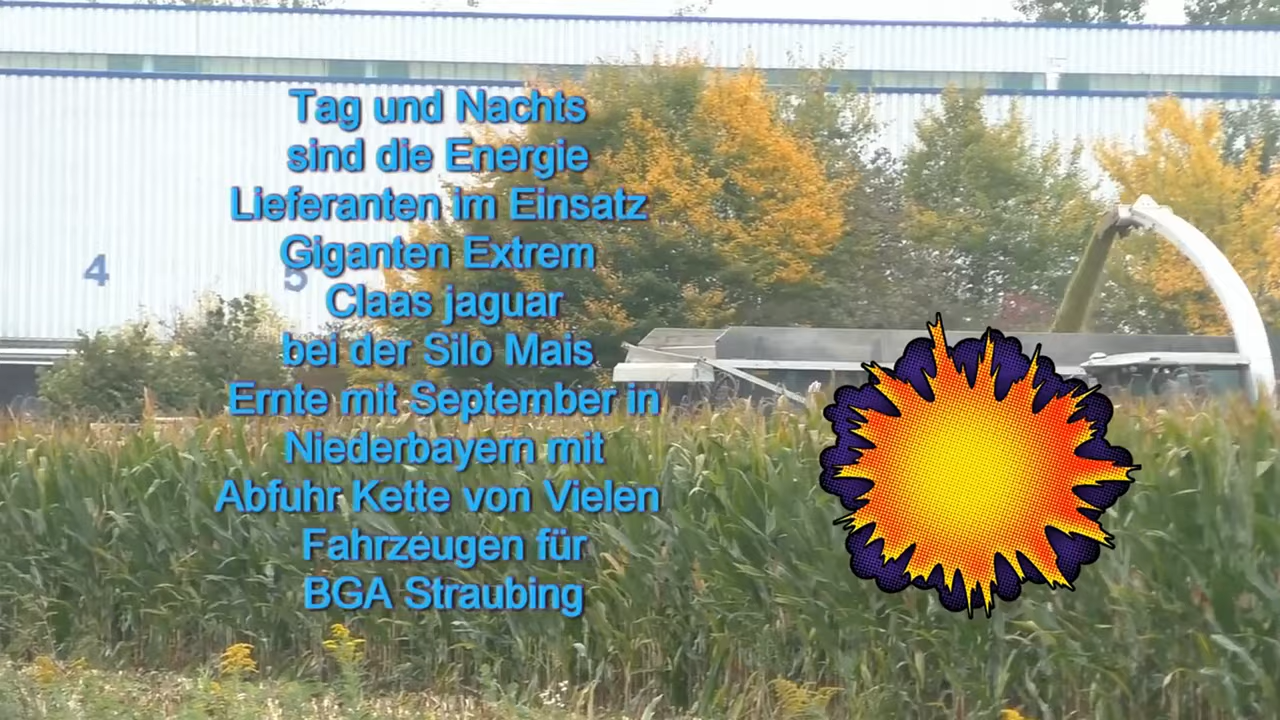 Tag und Nachts
sind die Energie
Lieferanten im Einsatz
Giganten Extrem
Claas jaguar
bei der Silo Mais
Ernte mit September in
Niederbayern mit
Abfuhr Kette von Vielen
Fahrzeugen für
BGA Straubing
4
5